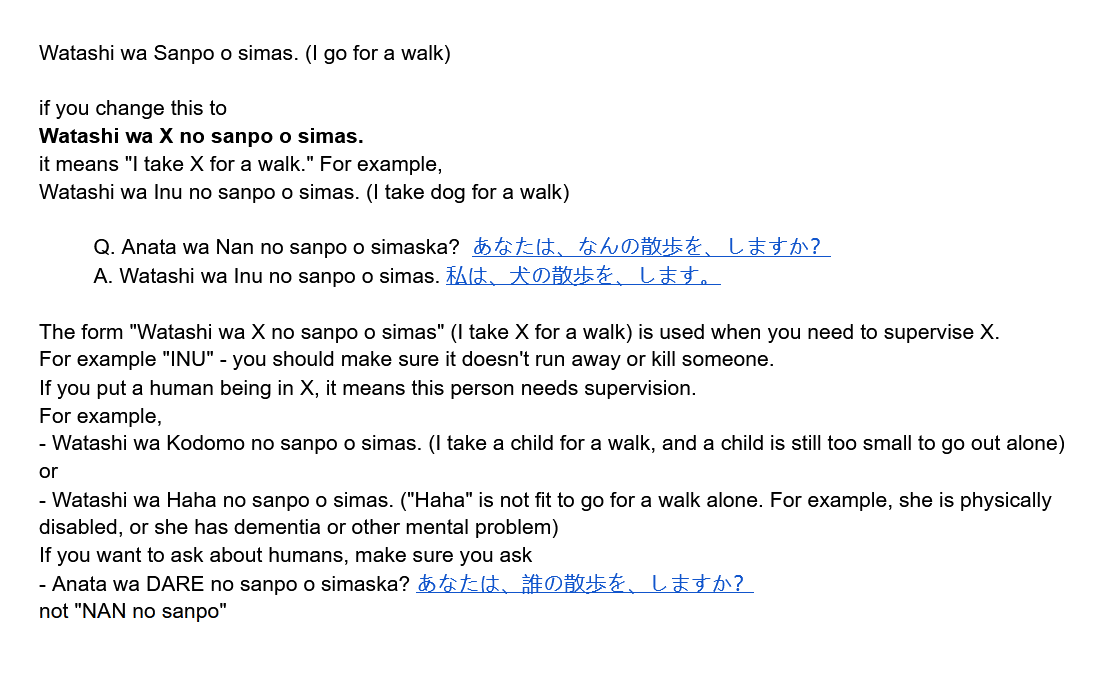 Watashi wa Sanpo o simas. (I go for a walk)
if you change this to
Watashi wa X no sanpo o simas.
it means "I take X for a walk." For example,
Watashi wa Inu no sanpo o simas. (I take dog for a walk)
Q. Anata wa Nan no sanpo o simaska? あなたは、なんの散歩を、しますか？
A. Watashi wa Inu no sanpo o simas. 私は、犬の散歩を、します。
The form "Watashi wa X no sanpo o simas" (I take X for a walk) is used when you need to supervise X.
For example "INU" - you should make sure it doesn't run away or kill someone.
If you put a human being in X, it means this person needs supervision.
For example,
- Watashi wa Kodomo no sanpo o simas. (I take a child for a walk, and a child is still too small to go out alone)
or
- Watashi wa Haha no sanpo o simas. ("Haha" is not fit to go for a walk alone. For example, she is physically
disabled, or she has dementia or other mental problem)
If you want to ask about humans, make sure you ask
- Anata wa DARE no sanpo o simaska? あなたは、誰の散歩を、しますか？
not "NAN no sanpo"